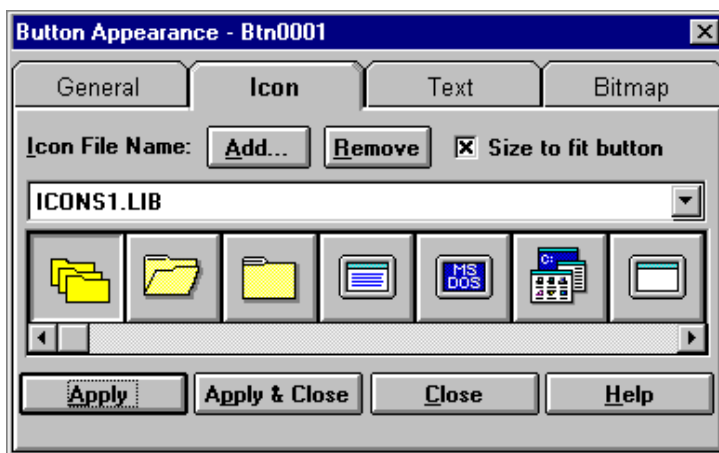 Button Appearance - Btn0001
General Icon Text Bitmap
Icon File Name: Add... Remove Size to fit button
ICONS1.LIB
MS DOS C:
Apply Apply & Close Close Help